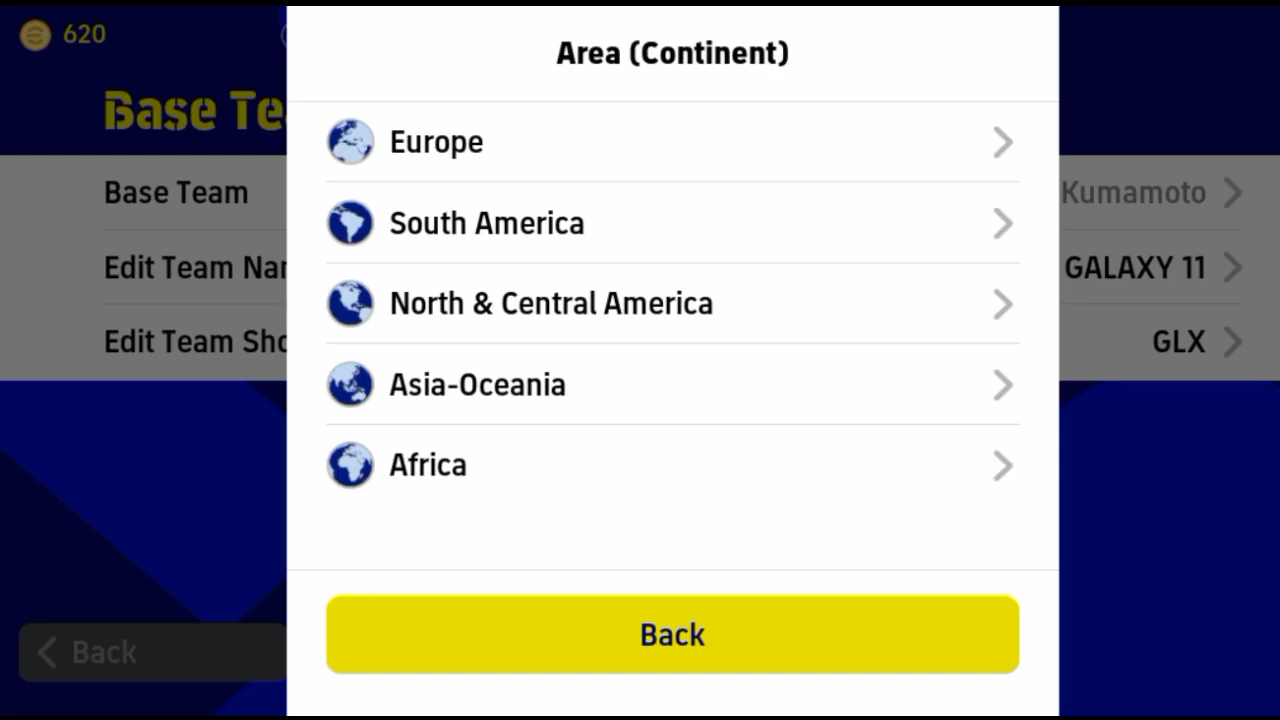 620
Area (Continent)
Base Te
Europe
Base Team
Kumamoto
South America
Edit Team Nar
GALAXY 11
North & Central America
Edit Team Sho
GLX
Asia-Oceania
Africa
Back
Back